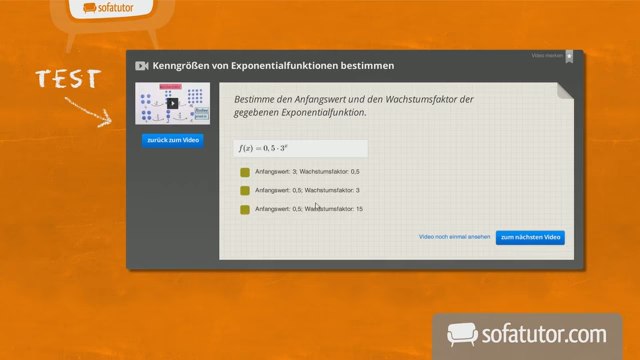 sofatutor
TEST
Kenngrößen von Exponentialfunktionen bestimmen
Video merken
zurück zum Video
Bestimme den Anfangswert und den Wachstumsfaktor der
gegebenen Exponentialfunktion.
f(x) = 0, 5 · 3^x
Anfangswert: 3; Wachstumsfaktor: 0,5
Anfangswert: 0,5; Wachstumsfaktor: 3
Anfangswert: 0,5; Wachstumsfaktor: 15
Video noch einmal ansehen
zum nächsten Video
sofatutor.com